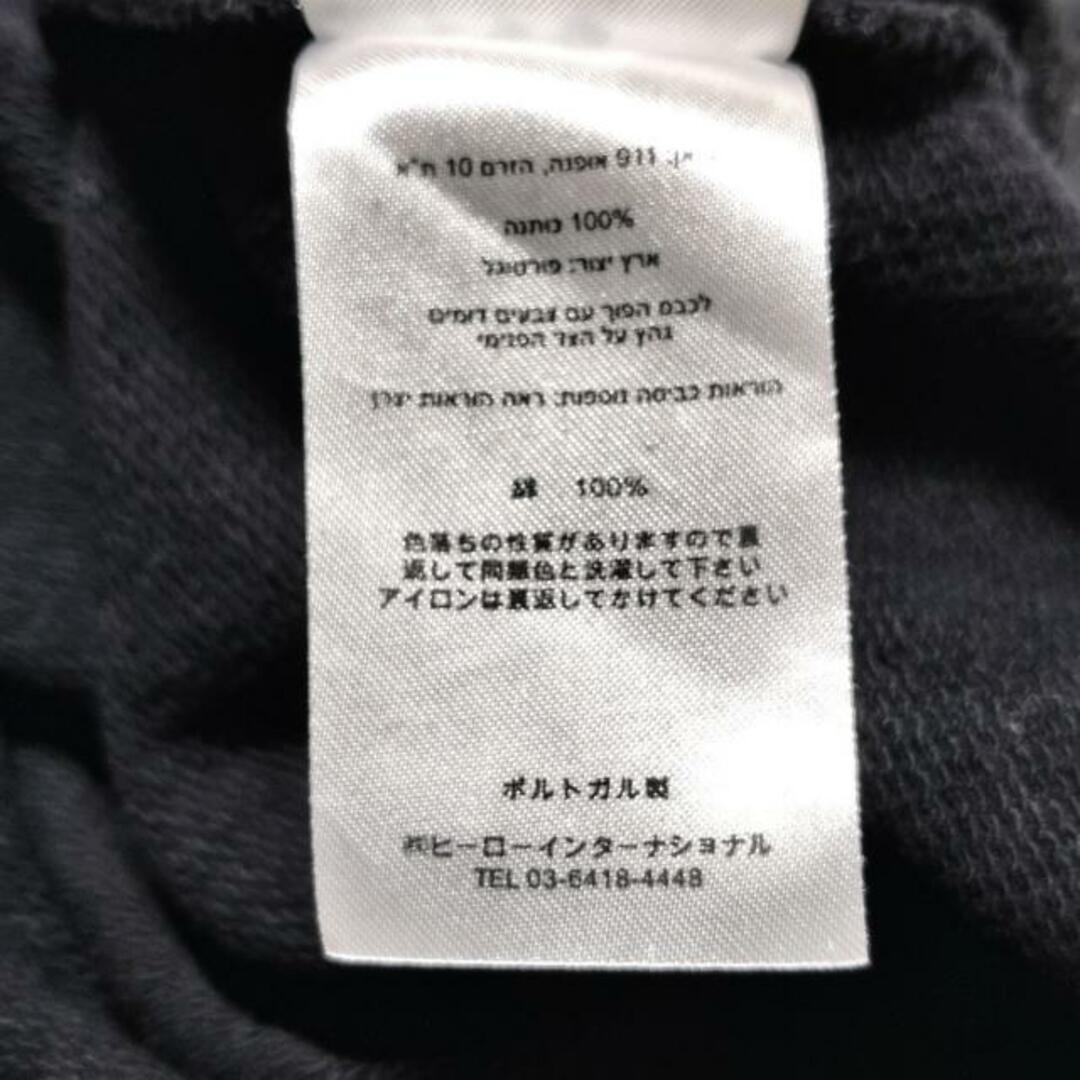 911 אופנה, הזרם 10 ת"א
100% כותנה
ארץ יצור: פורטוגל
לכבס הפוך עם צבעים דומים
גהץ על הצד הפנימי
הוראות כביסה נוספות: ראה הוראות יצרן
綿 100%
色落ちの性質がありますので裏
返して同類色と洗濯して下さい
アイロンは裏返してかけてください
ポルトガル製
㈱ヒーローインターナショナル
TEL 03-6418-4448